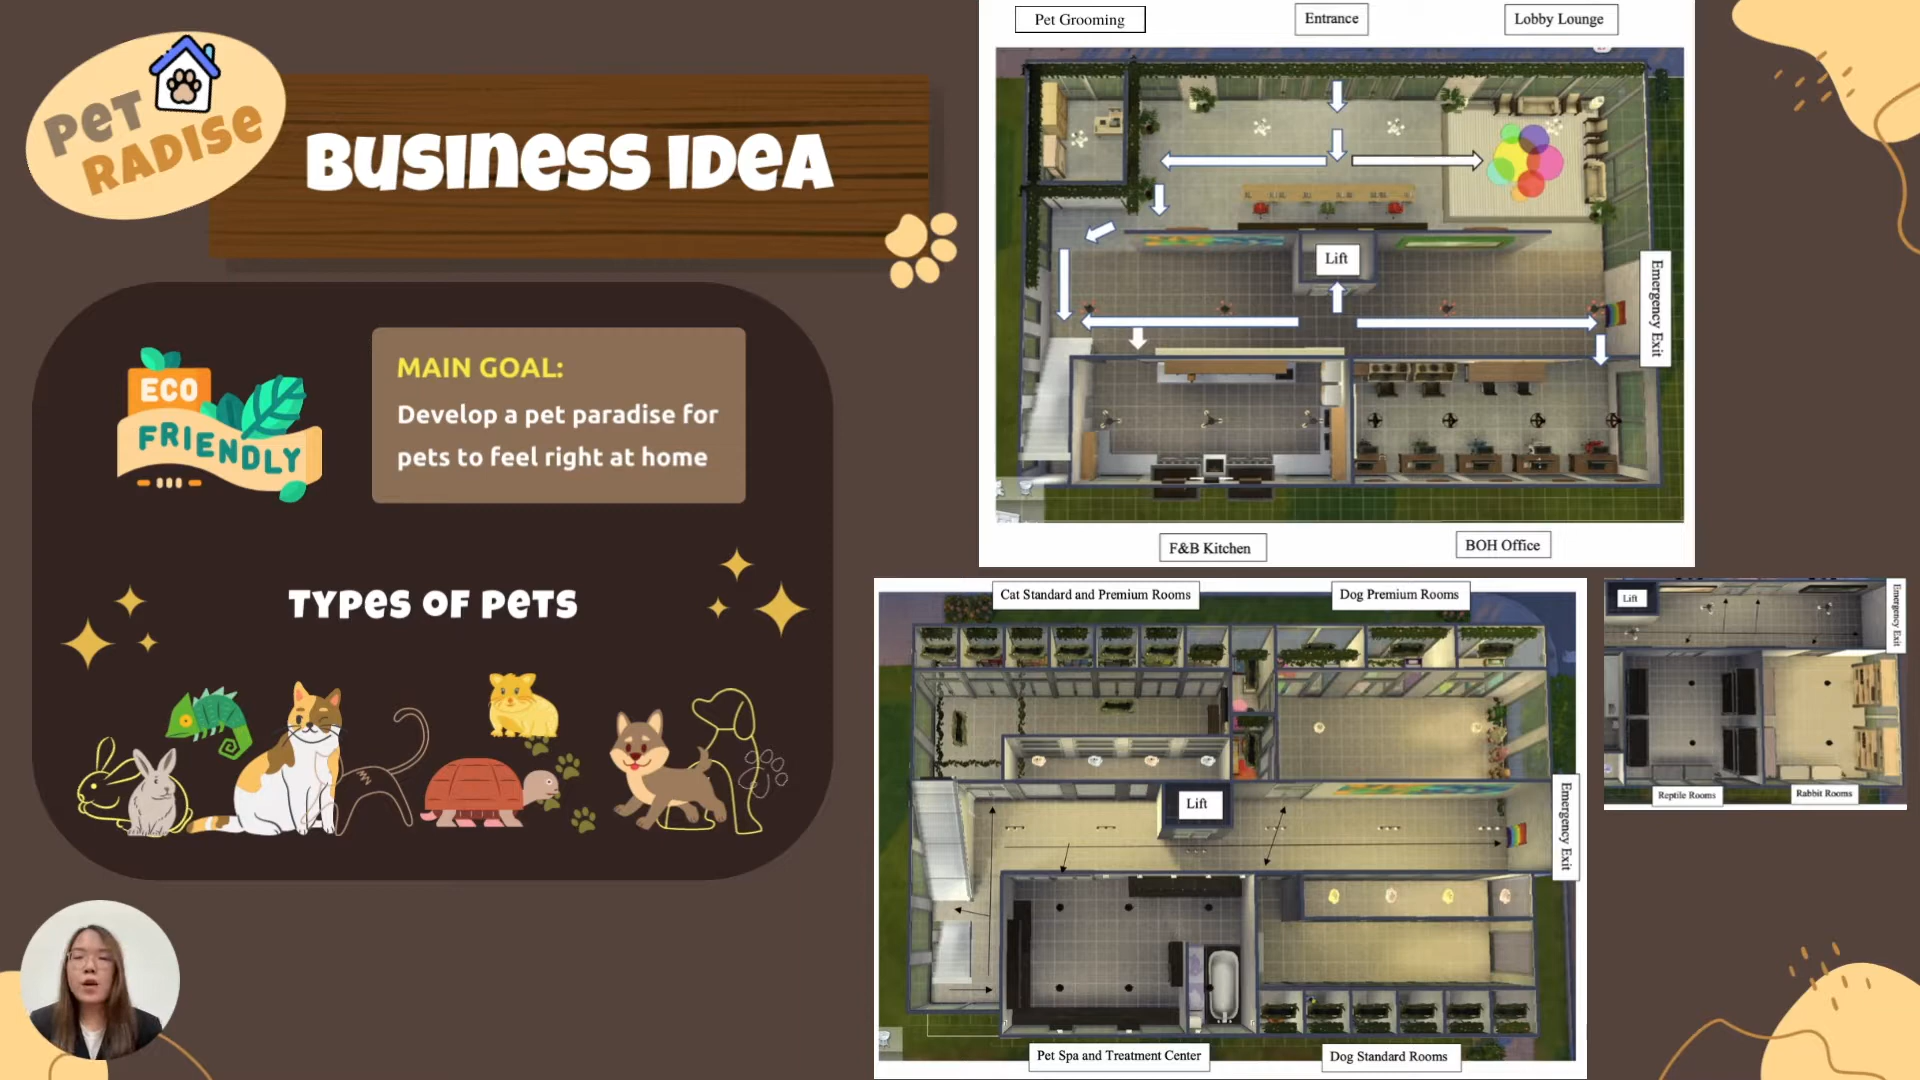 PET
RADISE
BUSINESS IDEA
ECO
FRIENDLY
MAIN GOAL:
Develop a pet paradise for
pets to feel right at home
TYPES OF PETS
Pet Grooming
Entrance
Lobby Lounge
Lift
Emergency Exit
F&B Kitchen
BOH Office
Cat Standard and Premium Rooms
Dog Premium Rooms
Lift
Emergency Exit
Pet Spa and Treatment Center
Dog Standard Rooms
Lift
Emergency Exit
Reptile Rooms
Rabbit Rooms